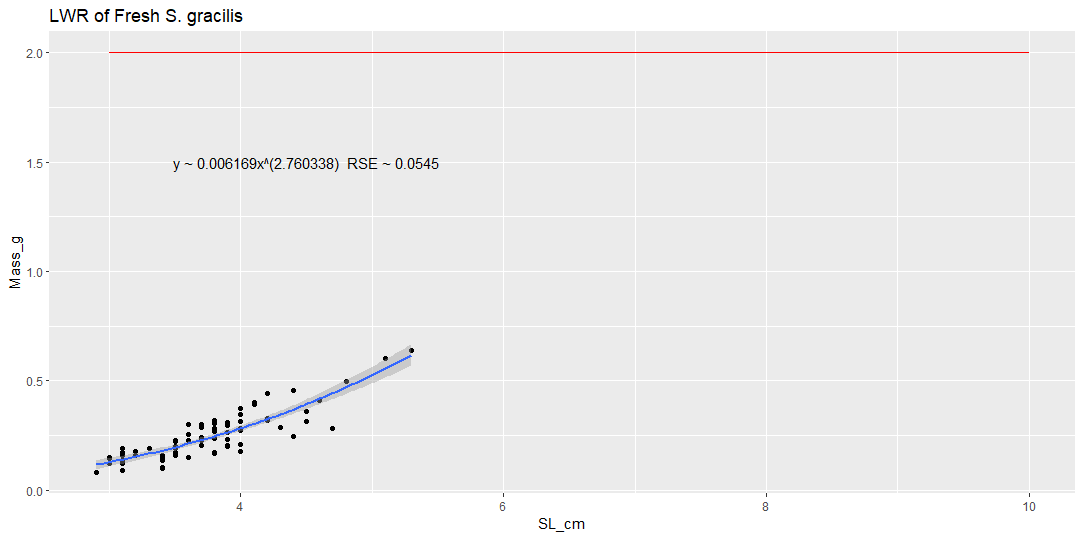 LWR of Fresh S. gracilis
2.0
y ~ 0.006169x^(2.760338)  RSE ~ 0.0545
1.5
Mass_g
1.0
0.5
0.0
4 6 8 10
SL_cm